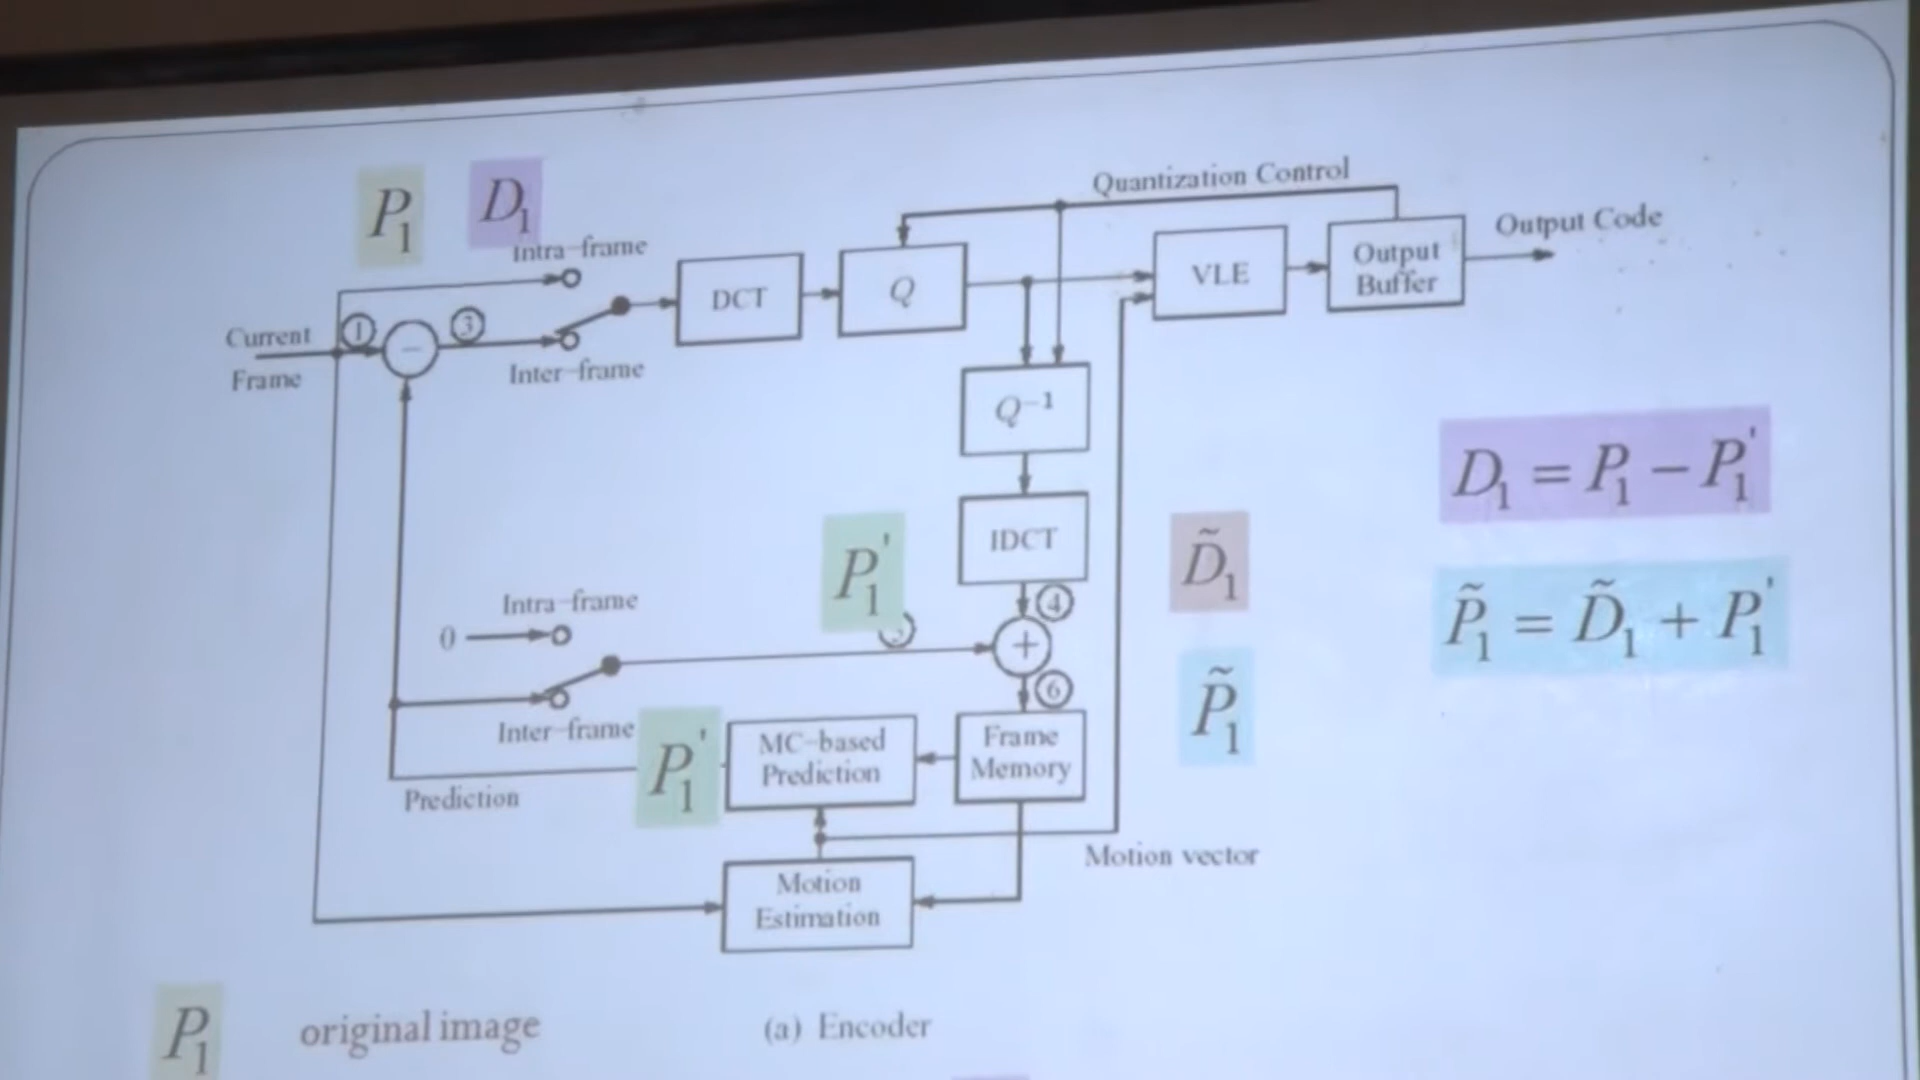 P₁
D₁
Quantization Control
Intra-frame
Output Code
DCT
Q
VLE
Output
Buffer
Current
Frame
①
−
③
Inter-frame
Q⁻¹
D₁ = P₁ − P₁'
IDCT
P₁'
D̃₁
④
P̃₁ = D̃₁ + P₁'
Intra-frame
0
+
⑥
P̃₁
Inter-frame
P₁'
MC-based
Prediction
Frame
Memory
Prediction
Motion vector
Motion
Estimation
P₁ original image
(a) Encoder